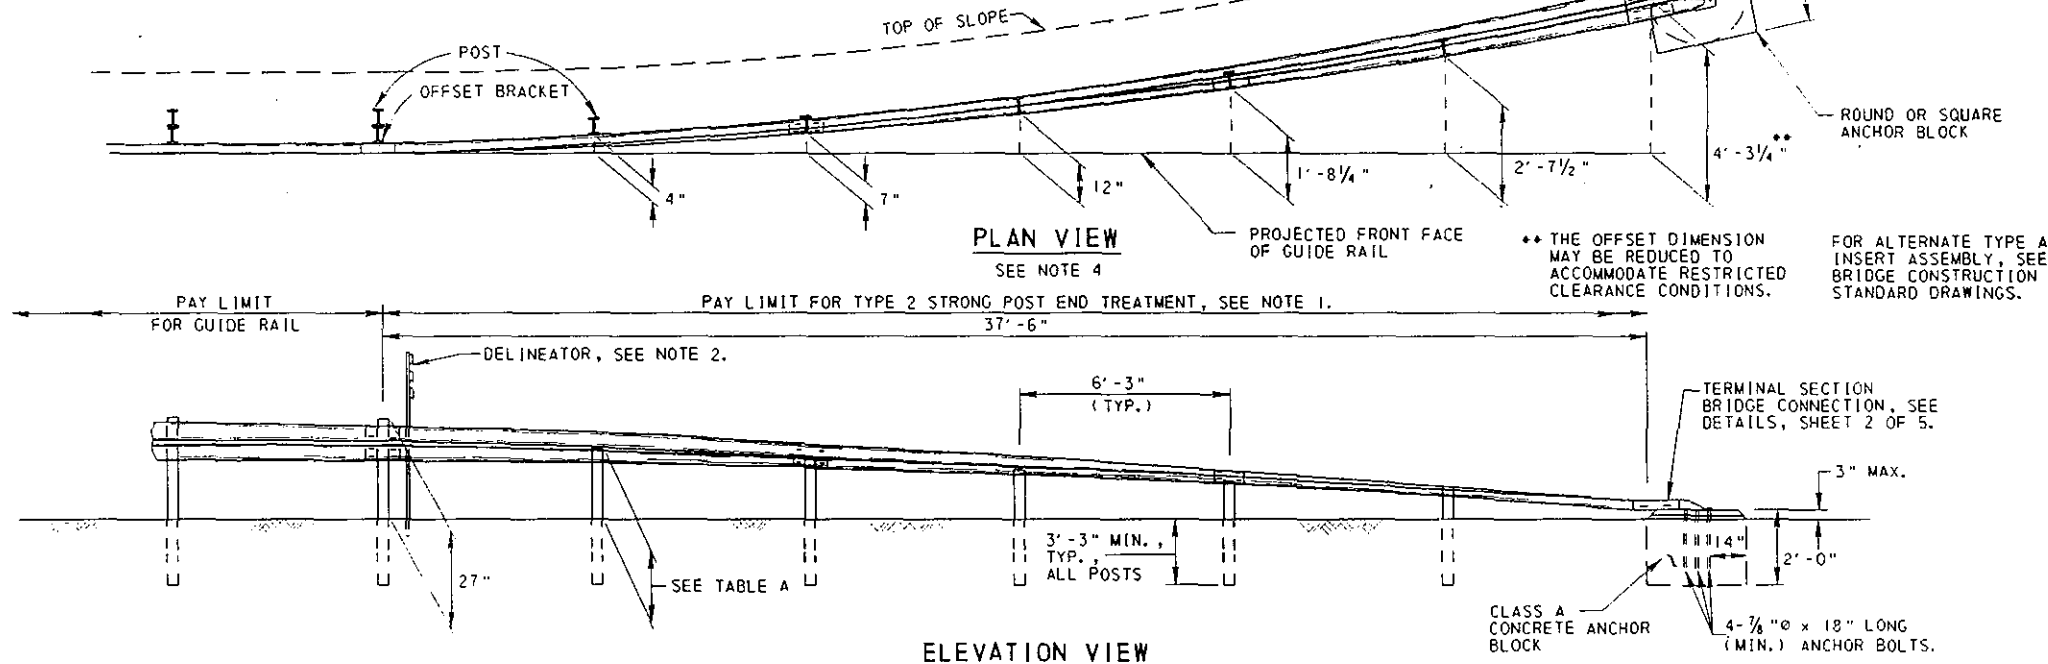 TOP OF SLOPE
POST
OFFSET BRACKET
ROUND OR SQUARE
ANCHOR BLOCK
4"
7"
12"
1'-8¼"
2'-7½"
4'-3¼" **
PLAN VIEW
SEE NOTE 4
PROJECTED FRONT FACE
OF GUIDE RAIL
** THE OFFSET DIMENSION
MAY BE REDUCED TO
ACCOMMODATE RESTRICTED
CLEARANCE CONDITIONS.
FOR ALTERNATE TYPE A
INSERT ASSEMBLY, SEE
BRIDGE CONSTRUCTION
STANDARD DRAWINGS.
PAY LIMIT
FOR GUIDE RAIL
PAY LIMIT FOR TYPE 2 STRONG POST END TREATMENT, SEE NOTE 1.
37'-6"
DELINEATOR, SEE NOTE 2.
6'-3"
(TYP.)
TERMINAL SECTION
BRIDGE CONNECTION, SEE
DETAILS, SHEET 2 OF 5.
3" MAX.
27"
SEE TABLE A
3'-3" MIN.,
TYP.,
ALL POSTS
14"
2'-0"
CLASS A
CONCRETE ANCHOR
BLOCK
4-⅞"Ø x 18" LONG
(MIN.) ANCHOR BOLTS.
ELEVATION VIEW